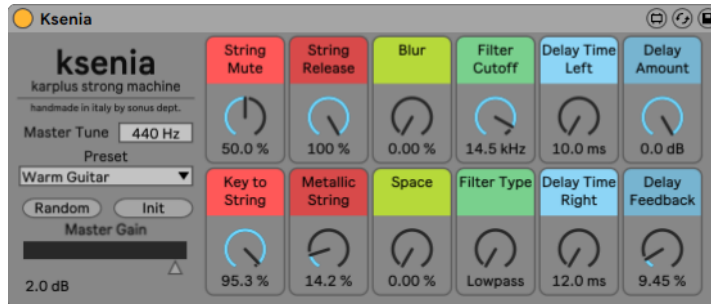 Ksenia
ksenia
karplus strong machine
handmade in italy by sonus dept.
Master Tune 440 Hz
Preset
Warm Guitar
Random Init
Master Gain
2.0 dB
String Mute
50.0 %
String Release
100 %
Blur
0.00 %
Filter Cutoff
14.5 kHz
Delay Time Left
10.0 ms
Delay Amount
0.0 dB
Key to String
95.3 %
Metallic String
14.2 %
Space
0.00 %
Filter Type
Lowpass
Delay Time Right
12.0 ms
Delay Feedback
9.45 %